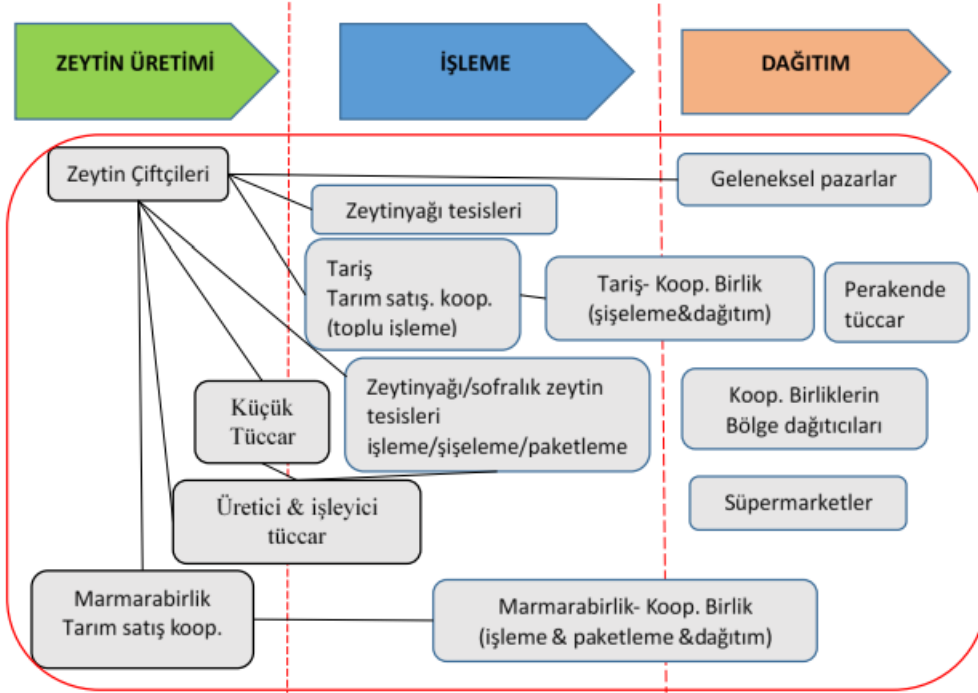 ZEYTİN ÜRETİMİ
İŞLEME
DAĞITIM
Zeytin Çiftçileri
Geleneksel pazarlar
Zeytinyağı tesisleri
Tariş
Tarım satış. koop.
(toplu işleme)
Tariş- Koop. Birlik
(şişeleme&dağıtım)
Perakende
tüccar
Küçük
Tüccar
Zeytinyağı/sofralık zeytin
tesisleri
işleme/şişeleme/paketleme
Koop. Birliklerin
Bölge dağıtıcıları
Üretici & işleyici
tüccar
Süpermarketler
Marmarabirlik
Tarım satış koop.
Marmarabirlik- Koop. Birlik
(işleme & paketleme &dağıtım)